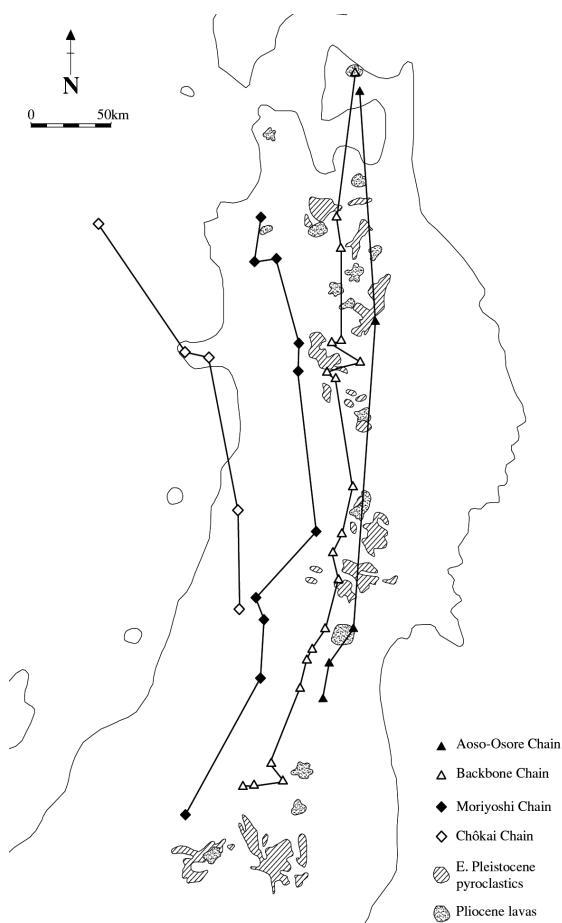 N
0 50km
Aoso-Osore Chain
Backbone Chain
Moriyoshi Chain
Chôkai Chain
E. Pleistocene
pyroclastics
Pliocene lavas